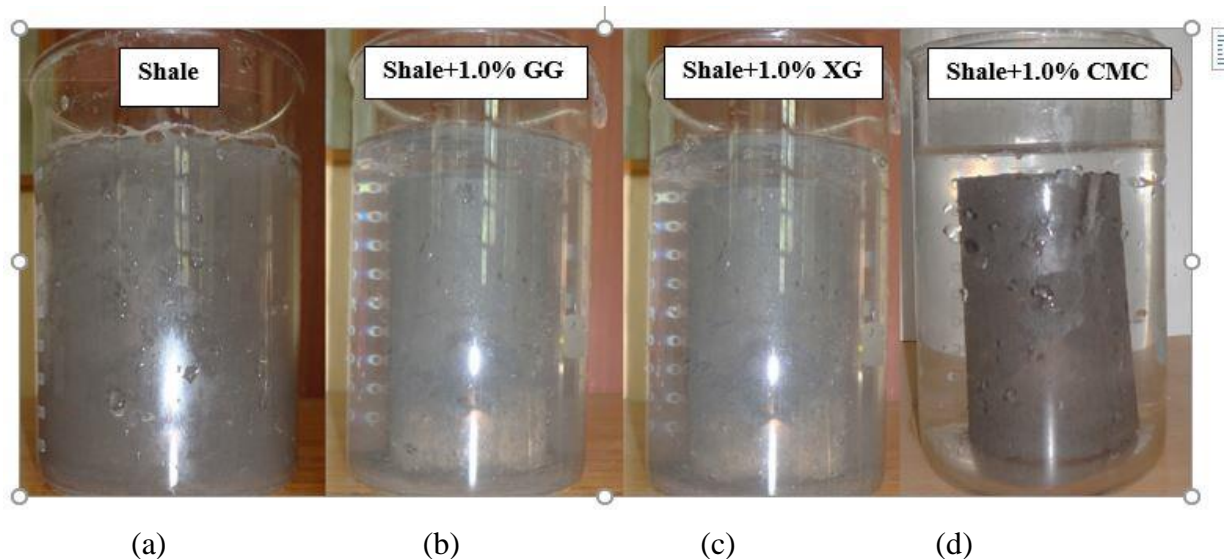 Shale
Shale+1.0% GG
Shale+1.0% XG
Shale+1.0% CMC
(a)
(b)
(c)
(d)